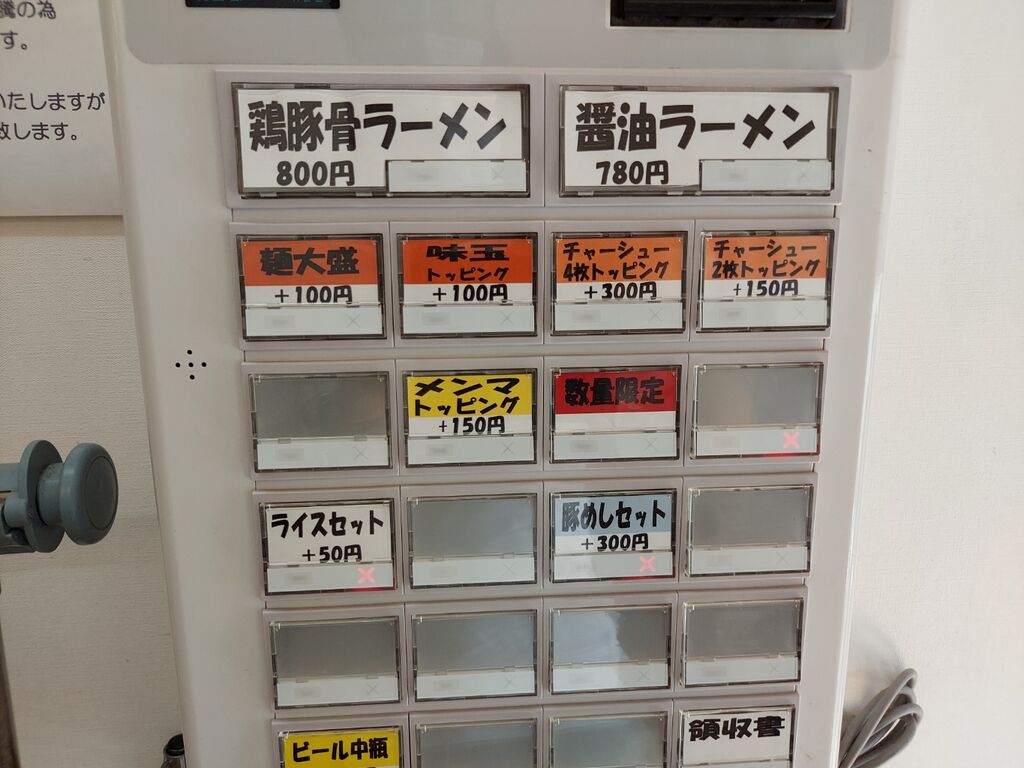 騰の為
す。
いたしますが
致します。
鶏豚骨ラーメン
800円
醤油ラーメン
780円
麺大盛
+100円
味玉
トッピング
+100円
チャーシュー
4枚トッピング
+300円
チャーシュー
2枚トッピング
+150円
メンマ
トッピング
+150円
数量限定
ライスセット
+50円
豚めしセット
+300円
ビール中瓶
領収書